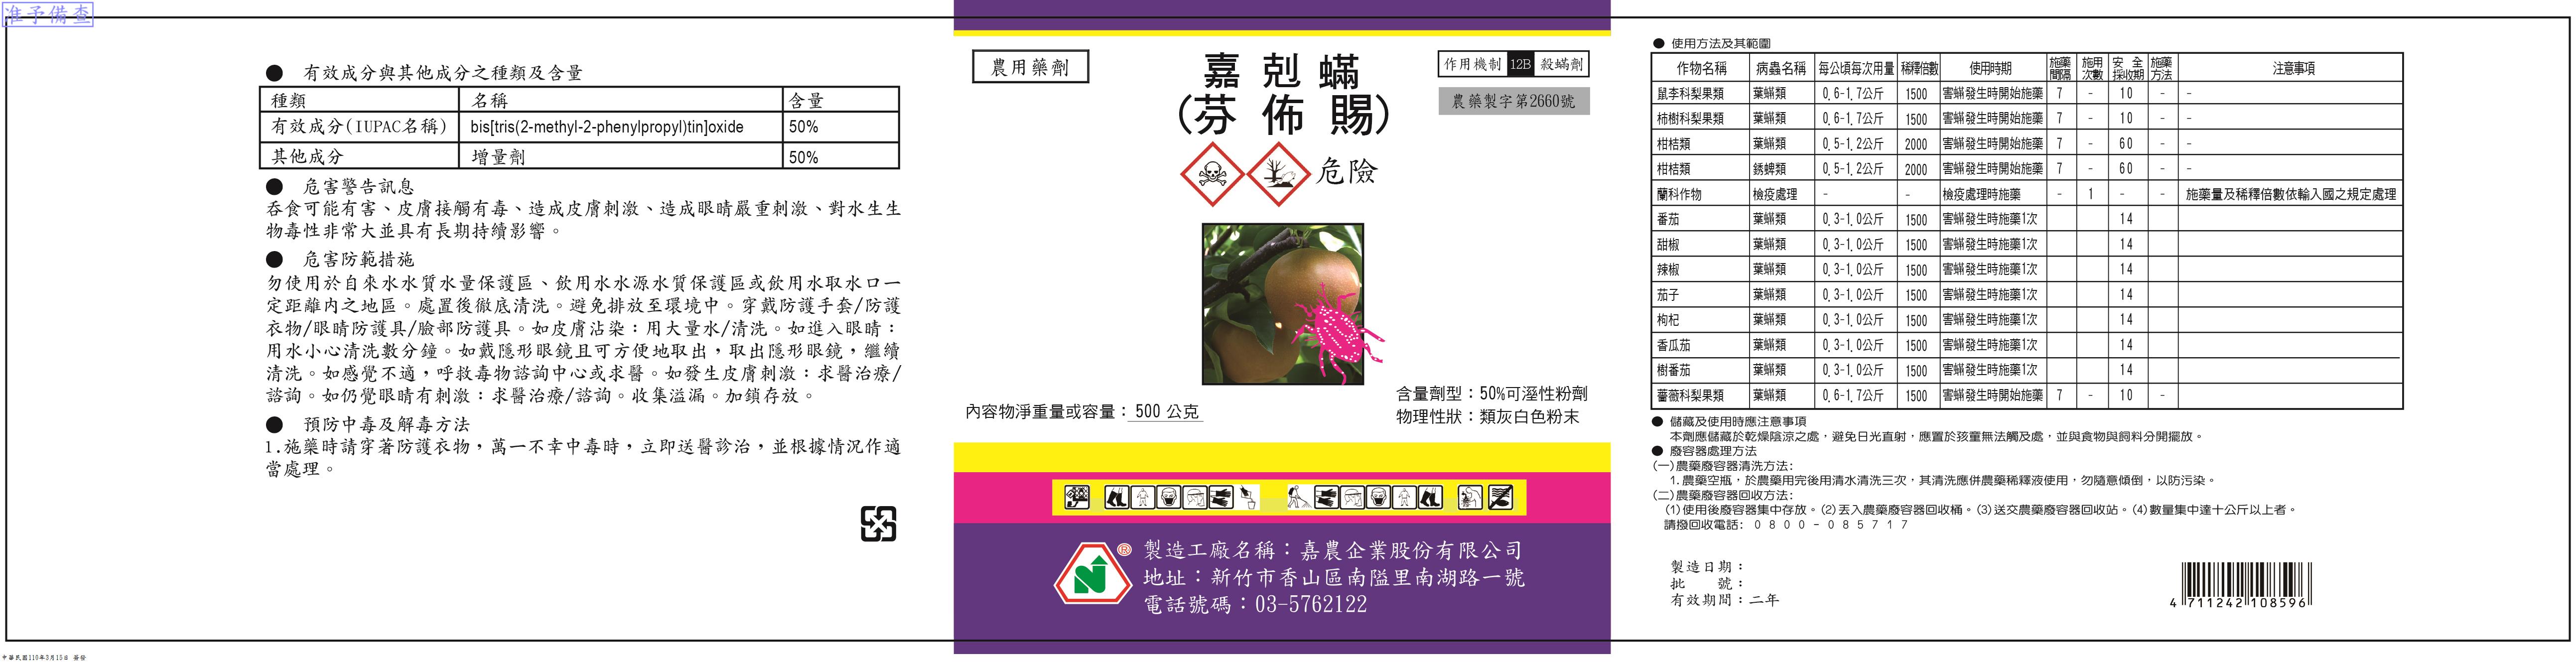 准予備查
● 有效成分與其他成分之種類及含量
種類 名稱 含量
有效成分(IUPAC名稱) bis[tris(2-methyl-2-phenylpropyl)tin]oxide 50%
其他成分 增量劑 50%
● 危害警告訊息
吞食可能有害、皮膚接觸有毒、造成皮膚刺激、造成眼睛嚴重刺激、對水生生
物毒性非常大並具有長期持續影響。
● 危害防範措施
勿使用於自來水水質水量保護區、飲用水水源水質保護區或飲用水取水口一
定距離內之地區。處置後徹底清洗。避免排放至環境中。穿戴防護手套/防護
衣物/眼睛防護具/臉部防護具。如皮膚沾染：用大量水/清洗。如進入眼睛：
用水小心清洗數分鐘。如戴隱形眼鏡且可方便地取出，取出隱形眼鏡，繼續
清洗。如感覺不適，呼救毒物諮詢中心或求醫。如發生皮膚刺激：求醫治療/
諮詢。如仍覺眼睛有刺激：求醫治療/諮詢。收集溢漏。加鎖存放。
● 預防中毒及解毒方法
1.施藥時請穿著防護衣物，萬一不幸中毒時，立即送醫診治，並根據情況作適
當處理。
農用藥劑
嘉剋蟎
(芬佈賜)
作用機制 12B 殺蟎劑
農藥製字第2660號
危險
內容物淨重量或容量：500 公克
含量劑型：50%可溼性粉劑
物理性狀：類灰白色粉末
®
製造工廠名稱：嘉農企業股份有限公司
地址：新竹市香山區南隘里南湖路一號
電話號碼：03-5762122
● 使用方法及其範圍
作物名稱 病蟲名稱 每公頃每次用量 稀釋倍數 使用時期 施藥間隔 施用次數 安全採收期 施藥方法 注意事項
鼠李科梨果類 葉蟎類 0.6-1.7公斤 1500 害蟎發生時開始施藥 7 - 10 - -
柿樹科梨果類 葉蟎類 0.6-1.7公斤 1500 害蟎發生時開始施藥 7 - 10 - -
柑桔類 葉蟎類 0.5-1.2公斤 2000 害蟎發生時開始施藥 7 - 60 - -
柑桔類 銹蜱類 0.5-1.2公斤 2000 害蟎發生時開始施藥 7 - 60 - -
蘭科作物 檢疫處理 - - 檢疫處理時施藥 - 1 - - 施藥量及稀釋倍數依輸入國之規定處理
番茄 葉蟎類 0.3-1.0公斤 1500 害蟎發生時施藥1次 14
甜椒 葉蟎類 0.3-1.0公斤 1500 害蟎發生時施藥1次 14
辣椒 葉蟎類 0.3-1.0公斤 1500 害蟎發生時施藥1次 14
茄子 葉蟎類 0.3-1.0公斤 1500 害蟎發生時施藥1次 14
枸杞 葉蟎類 0.3-1.0公斤 1500 害蟎發生時施藥1次 14
香瓜茄 葉蟎類 0.3-1.0公斤 1500 害蟎發生時施藥1次 14
樹番茄 葉蟎類 0.3-1.0公斤 1500 害蟎發生時施藥1次 14
薔薇科梨果類 葉蟎類 0.6-1.7公斤 1500 害蟎發生時開始施藥 7 - 10 -
● 儲藏及使用時應注意事項
本劑應儲藏於乾燥陰涼之處，避免日光直射，應置於孩童無法觸及處，並與食物與飼料分開擺放。
● 廢容器處理方法
(一)農藥廢容器清洗方法:
1.農藥空瓶，於農藥用完後用清水清洗三次，其清洗應併農藥稀釋液使用，勿隨意傾倒，以防污染。
(二)農藥廢容器回收方法:
(1)使用後廢容器集中存放。(2)丟入農藥廢容器回收桶。(3)送交農藥廢容器回收站。(4)數量集中達十公斤以上者。
請撥回收電話: 0800-085717
製造日期：
批　　號：
有效期間：二年
4 711242 108596
中華民國110年3月15日 簽發